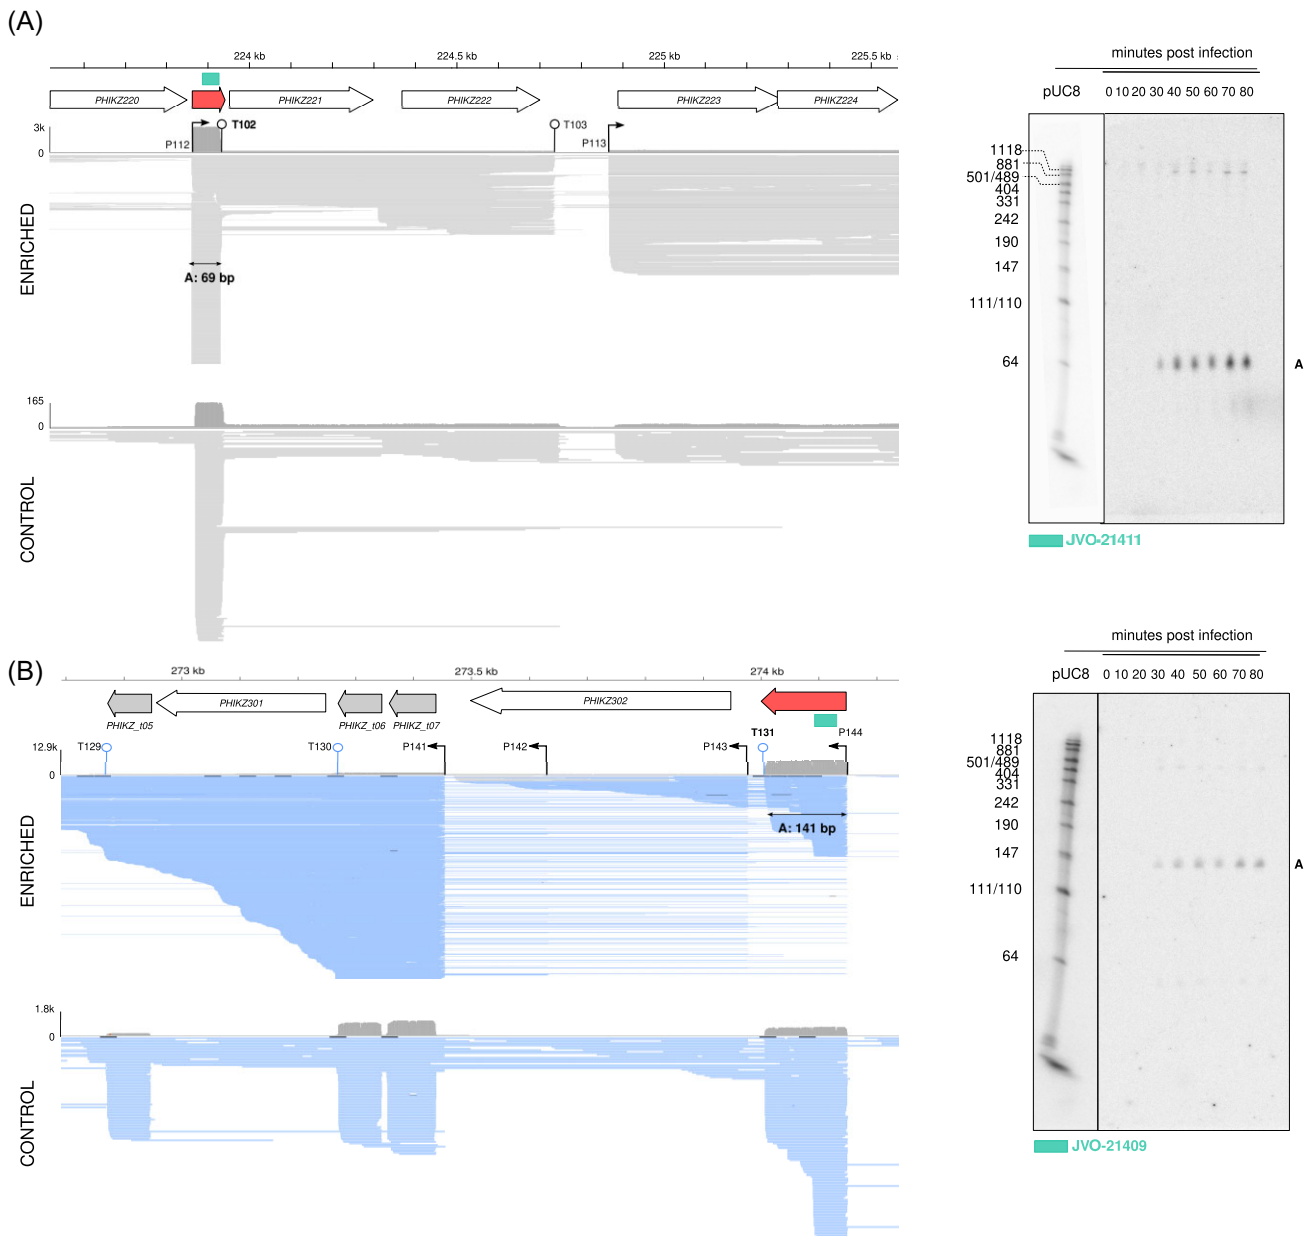 (A)
224 kb 224.5 kb 225 kb 225.5 kb
PHIKZ220 PHIKZ221 PHIKZ222 PHIKZ223 PHIKZ224
3k
0
P112 T102 T103 P113
ENRICHED
A: 69 bp
165
0
CONTROL
minutes post infection
pUC8 0 10 20 30 40 50 60 70 80
1118
881
501/489
404
331
242
190
147
111/110
64
A
JVO-21411
(B)
273 kb 273.5 kb 274 kb
PHIKZ_t05 PHIKZ301 PHIKZ_t06 PHIKZ_t07 PHIKZ302
12.9k
0
T129 T130 P141 P142 P143 T131 P144
ENRICHED
A: 141 bp
1.8k
0
CONTROL
minutes post infection
pUC8 0 10 20 30 40 50 60 70 80
1118
881
501/489
404
331
242
190
147
111/110
64
A
JVO-21409